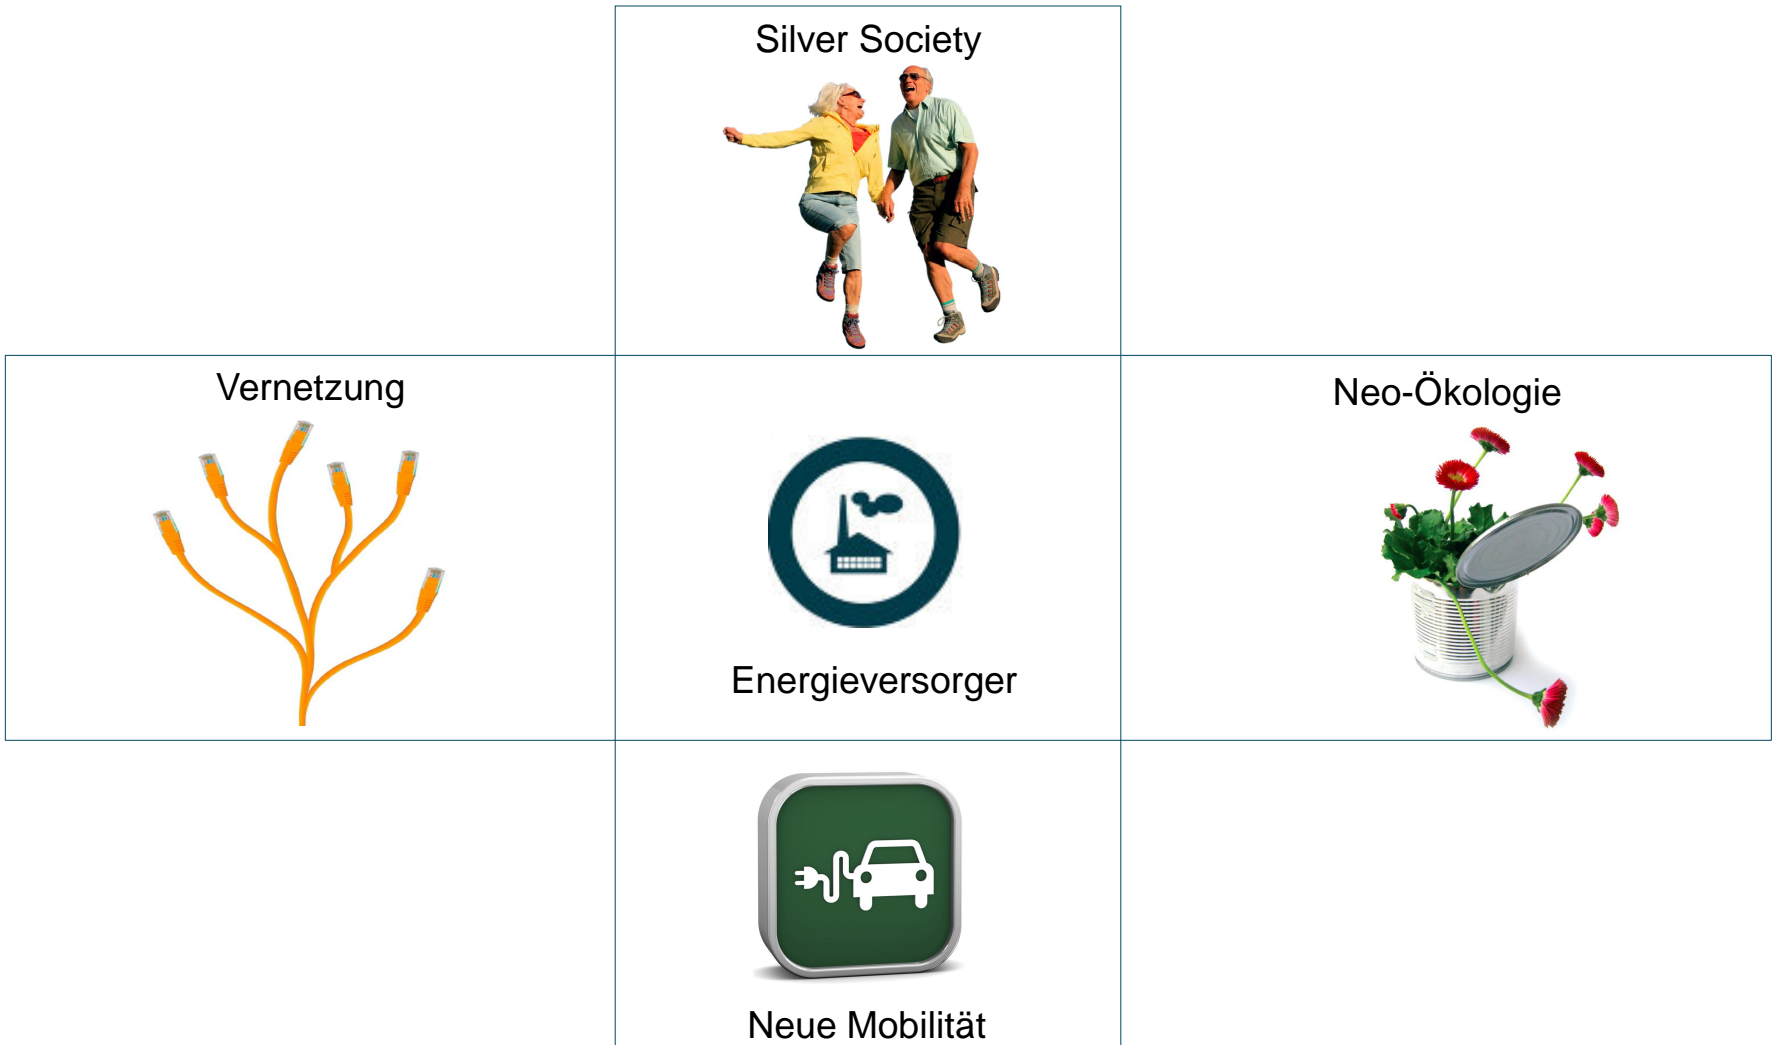 Silver Society
Vernetzung
Neo-Ökologie
Energieversorger
Neue Mobilität